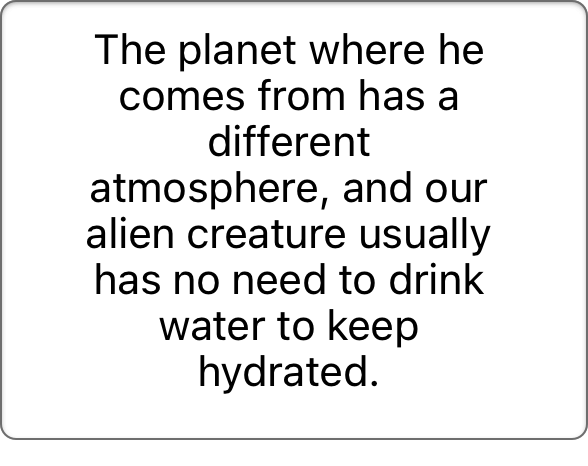 The planet where he
comes from has a
different
atmosphere, and our
alien creature usually
has no need to drink
water to keep
hydrated.